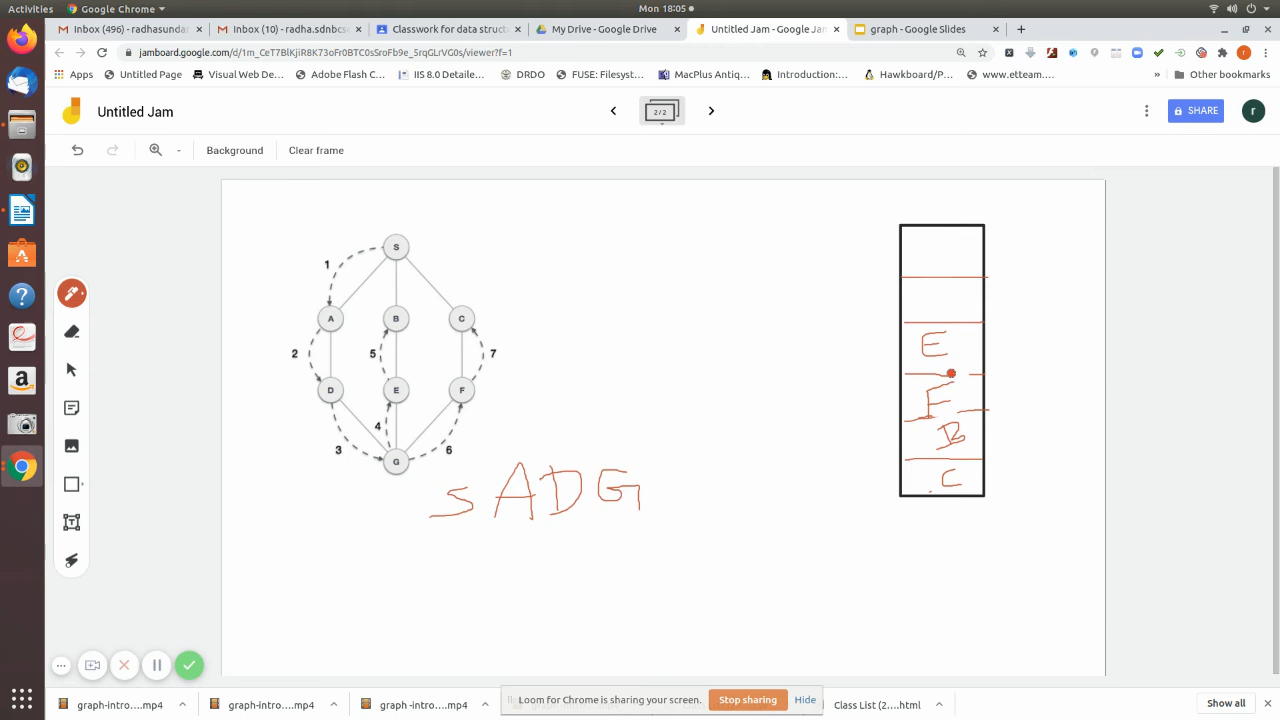 Activities Google Chrome Mon 18:05
Inbox (496) - radhasundar Inbox (10) - radha.sdnbcs Classwork for data struct My Drive - Google Drive Untitled Jam - Google Jam graph - Google Slides
jamboard.google.com/d/1m_CeT7BlKjiR8K73oFr0BTC0sSroFb9e_5rqGLrVG0s/viewer?f=1
Apps Untitled Page Visual Web De... Adobe Flash C... IIS 8.0 Detaile... DRDO FUSE: Filesyst... MacPlus Antiq... Introduction:... Hawkboard/P... www.etteam.... » Other bookmarks
Untitled Jam 2/2 SHARE r
Background Clear frame
S
1
A B C
2 5 7
D E F
4
3 6
G
S A D G
E
F
B
C
Loom for Chrome is sharing your screen. Stop sharing Hide
graph-intro....mp4 graph-intro....mp4 graph -intro....mp4 Class List (2....html Show all